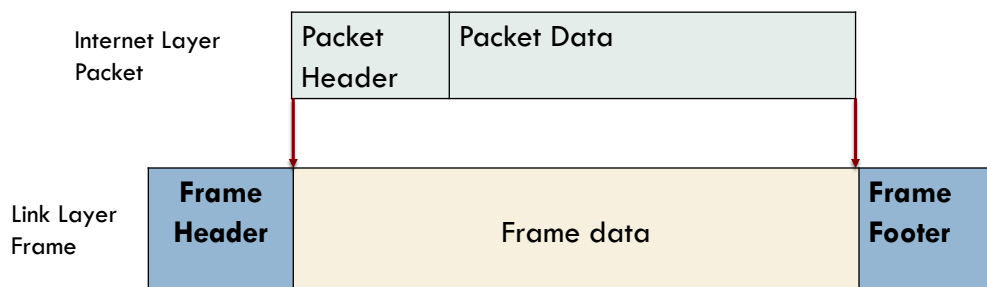 Internet Layer
Packet
Packet
Header
Packet Data
Link Layer
Frame
Frame
Header
Frame data
Frame
Footer